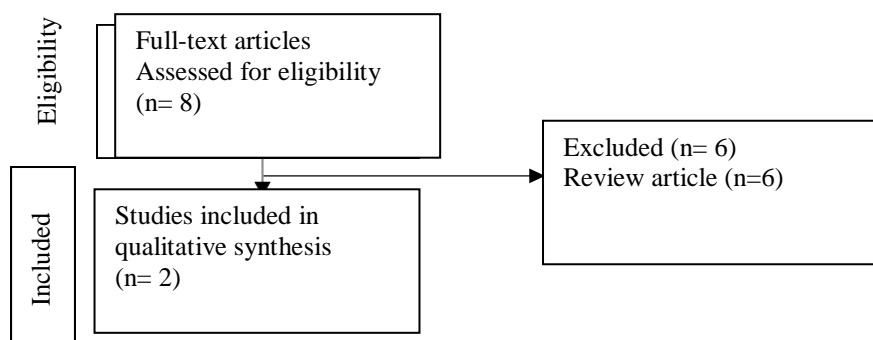 Eligibility
Full-text articles
Assessed for eligibility
(n= 8)
Excluded (n= 6)
Review article (n=6)
Included
Studies included in
qualitative synthesis
(n= 2)